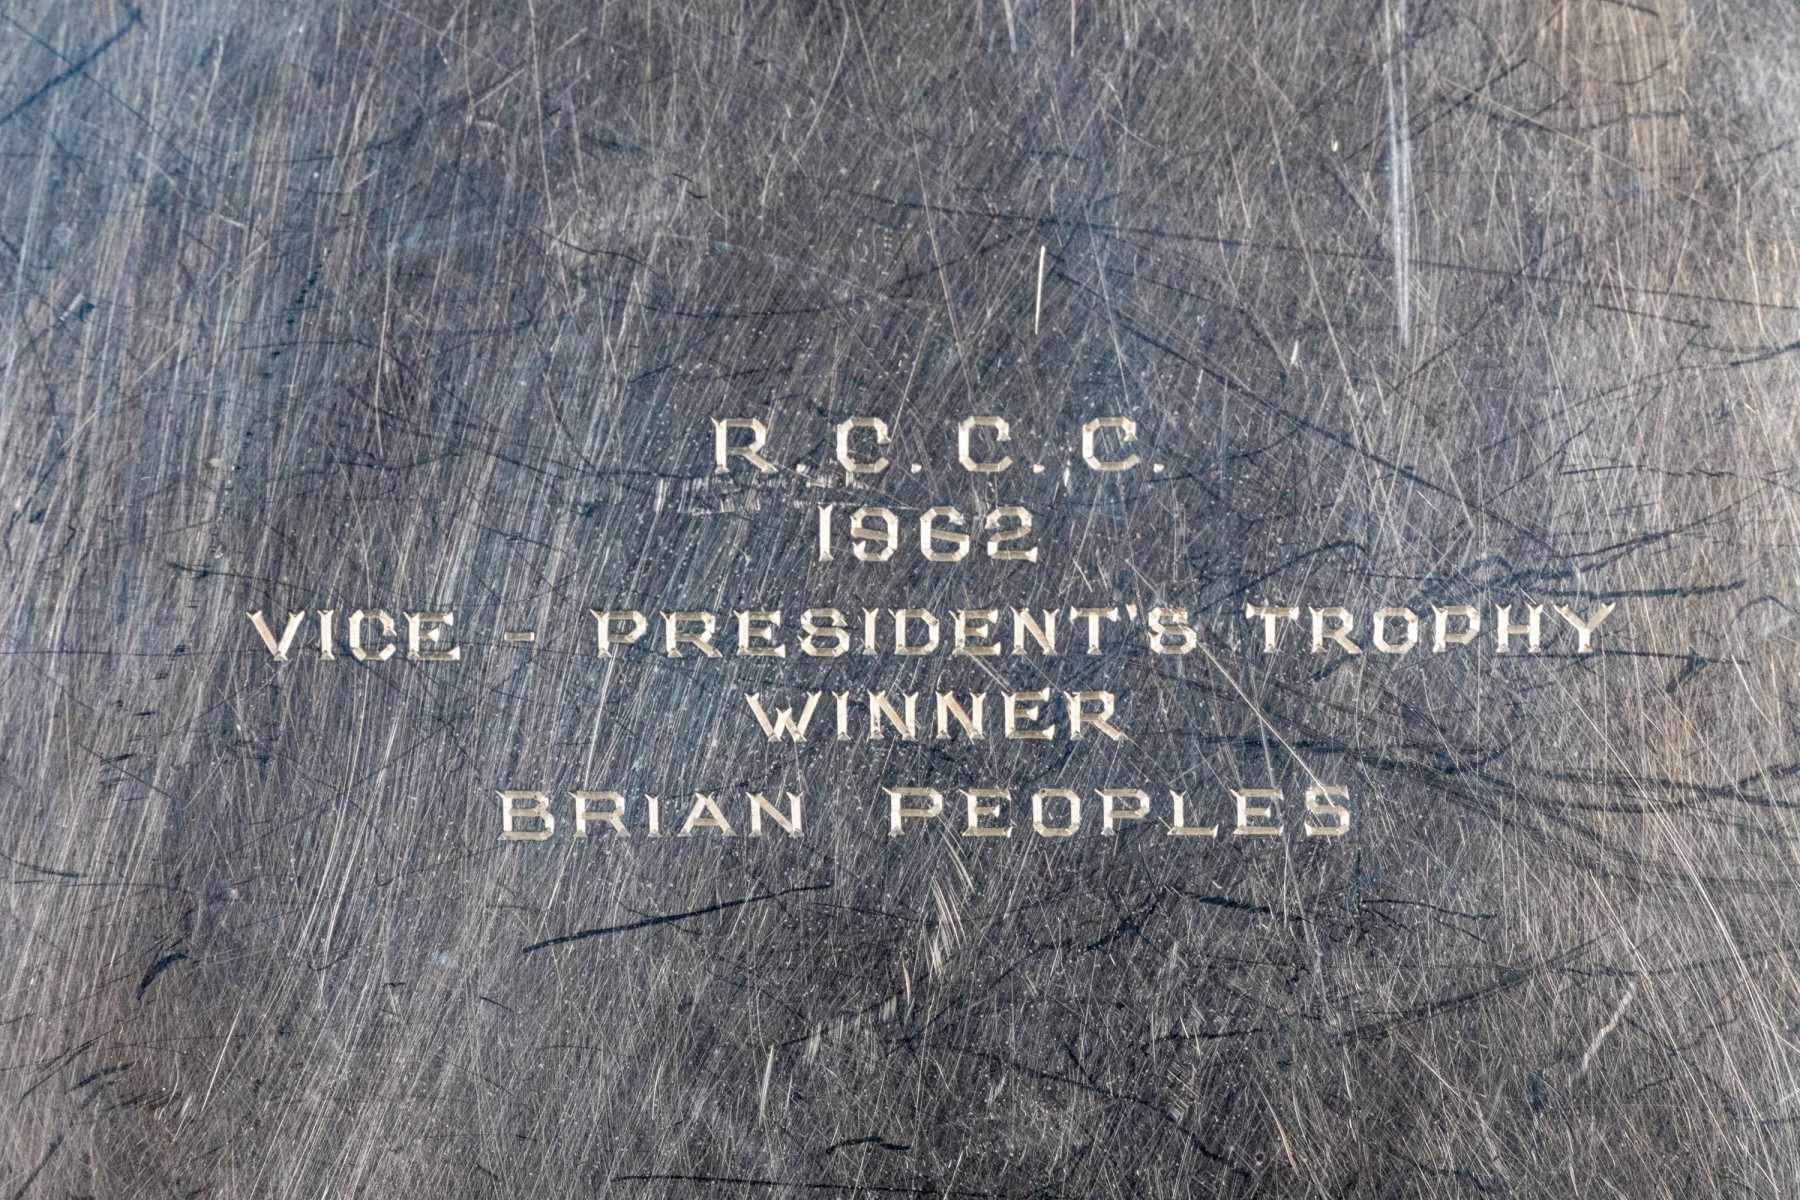 R.C.C.C.
1962
VICE - PRESIDENT'S TROPHY
WINNER
BRIAN PEOPLES